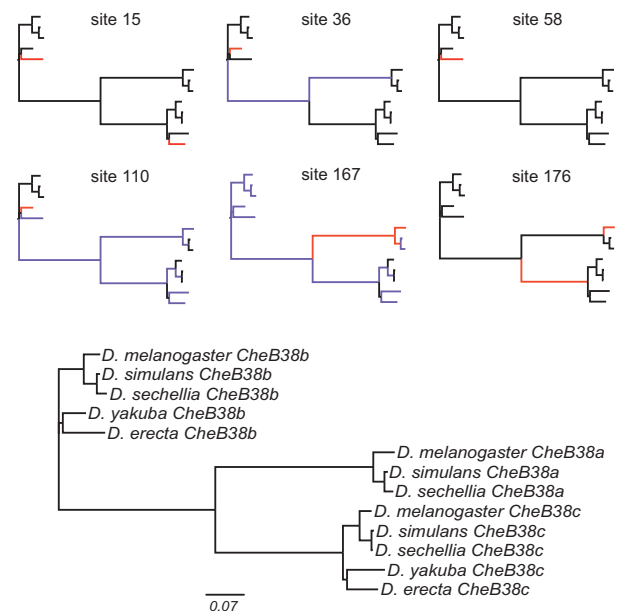 site 15
site 36
site 58
site 110
site 167
site 176
D. melanogaster CheB38b
D. simulans CheB38b
D. sechellia CheB38b
D. yakuba CheB38b
D. erecta CheB38b
D. melanogaster CheB38a
D. simulans CheB38a
D. sechellia CheB38a
D. melanogaster CheB38c
D. simulans CheB38c
D. sechellia CheB38c
D. yakuba CheB38c
D. erecta CheB38c
0.07